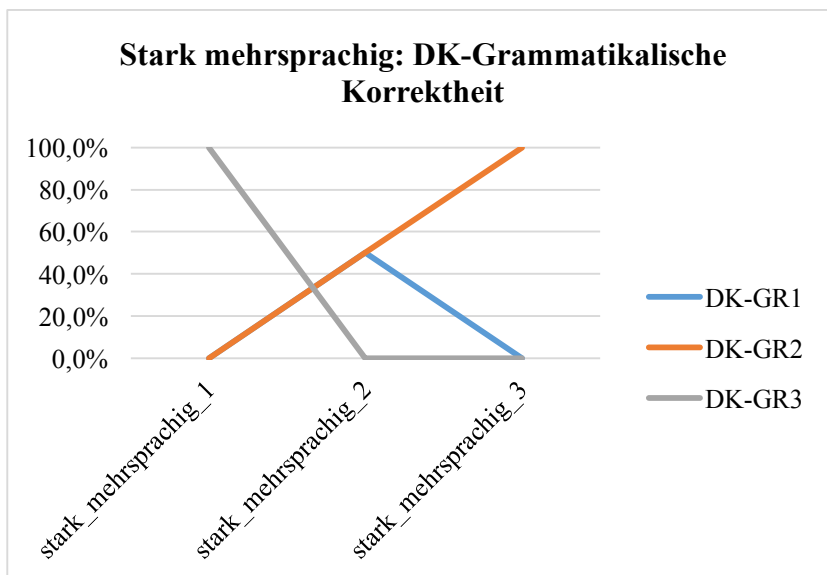 Stark mehrsprachig: DK-Grammatikalische
Korrektheit
100,0%
80,0%
60,0%
40,0%
20,0%
0,0%
DK-GR1
DK-GR2
DK-GR3
stark_mehrsprachig_1
stark_mehrsprachig_2
stark_mehrsprachig_3